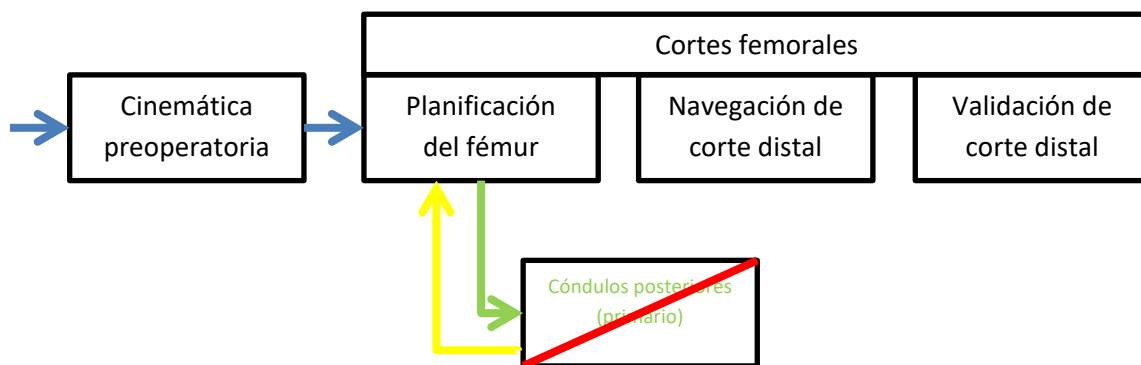 Cortes femorales
Cinemática
preoperatoria
Planificación
del fémur
Navegación de
corte distal
Validación de
corte distal
Cóndulos posteriores
(primario)